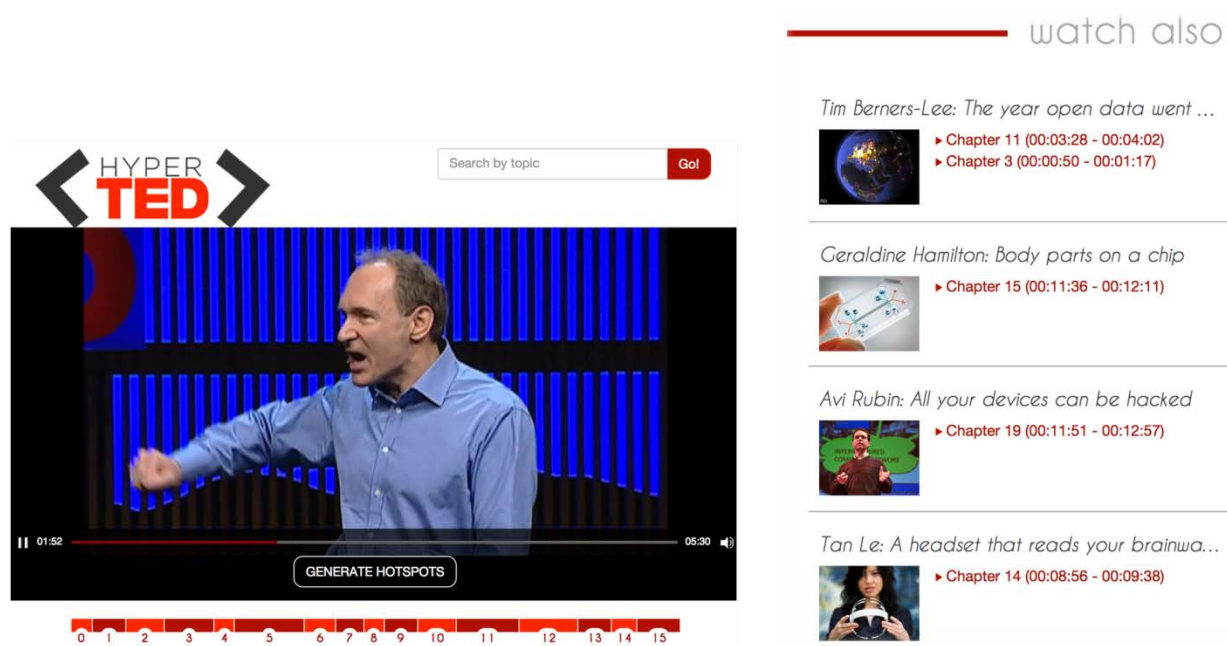 HYPER
TED
Search by topic
Go!
01:52
05:30
GENERATE HOTSPOTS
0 1 2 3 4 5 6 7 8 9 10 11 12 13 14 15
watch also
Tim Berners-Lee: The year open data went ...
Chapter 11 (00:03:28 - 00:04:02)
Chapter 3 (00:00:50 - 00:01:17)
Geraldine Hamilton: Body parts on a chip
Chapter 15 (00:11:36 - 00:12:11)
Avi Rubin: All your devices can be hacked
Chapter 19 (00:11:51 - 00:12:57)
Tan Le: A headset that reads your brainwa...
Chapter 14 (00:08:56 - 00:09:38)